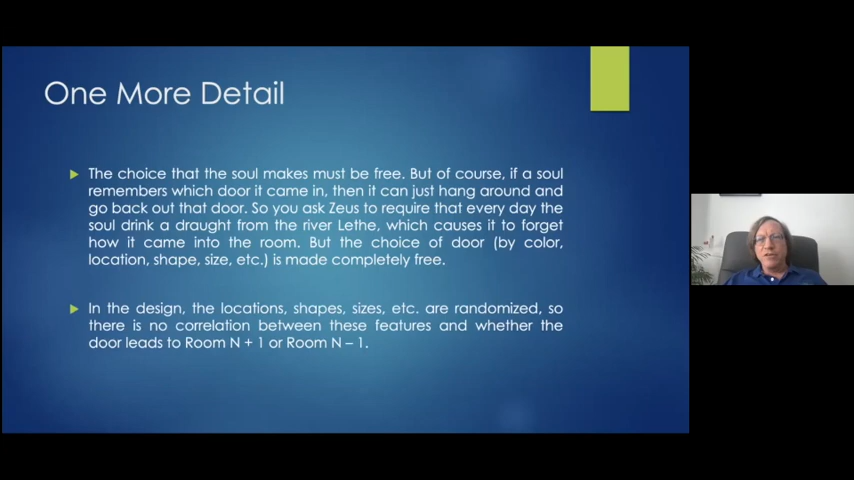 One More Detail
The choice that the soul makes must be free. But of course, if a soul
remembers which door it came in, then it can just hang around and
go back out that door. So you ask Zeus to require that every day the
soul drink a draught from the river Lethe, which causes it to forget
how it came into the room. But the choice of door (by color,
location, shape, size, etc.) is made completely free.
In the design, the locations, shapes, sizes, etc. are randomized, so
there is no correlation between these features and whether the
door leads to Room N + 1 or Room N – 1.